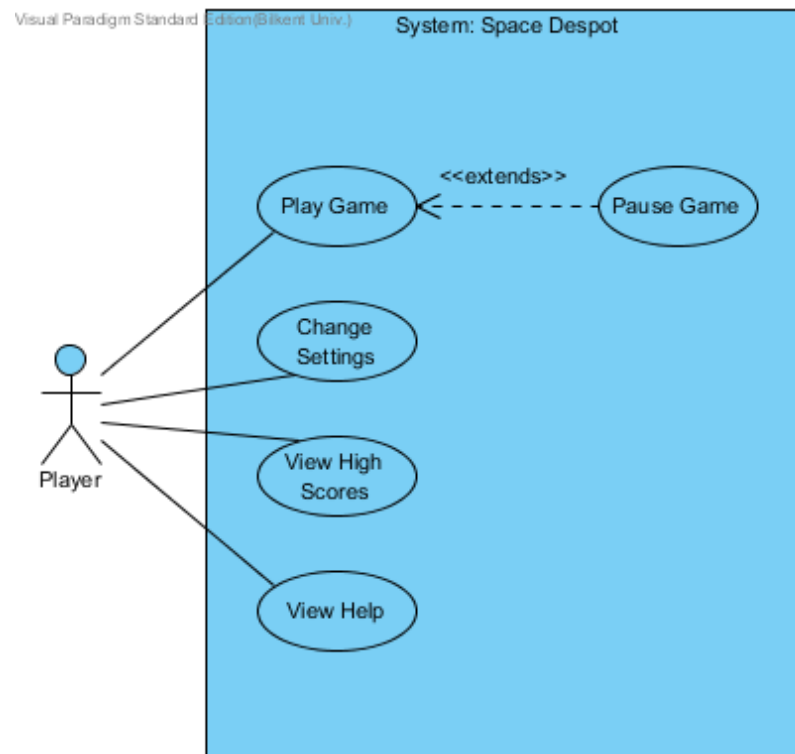 Visual Paradigm Standard Edition(Bilkent Univ.)
System: Space Despot
<<extends>>
Play Game
Pause Game
Change
Settings
View High
Scores
Player
View Help